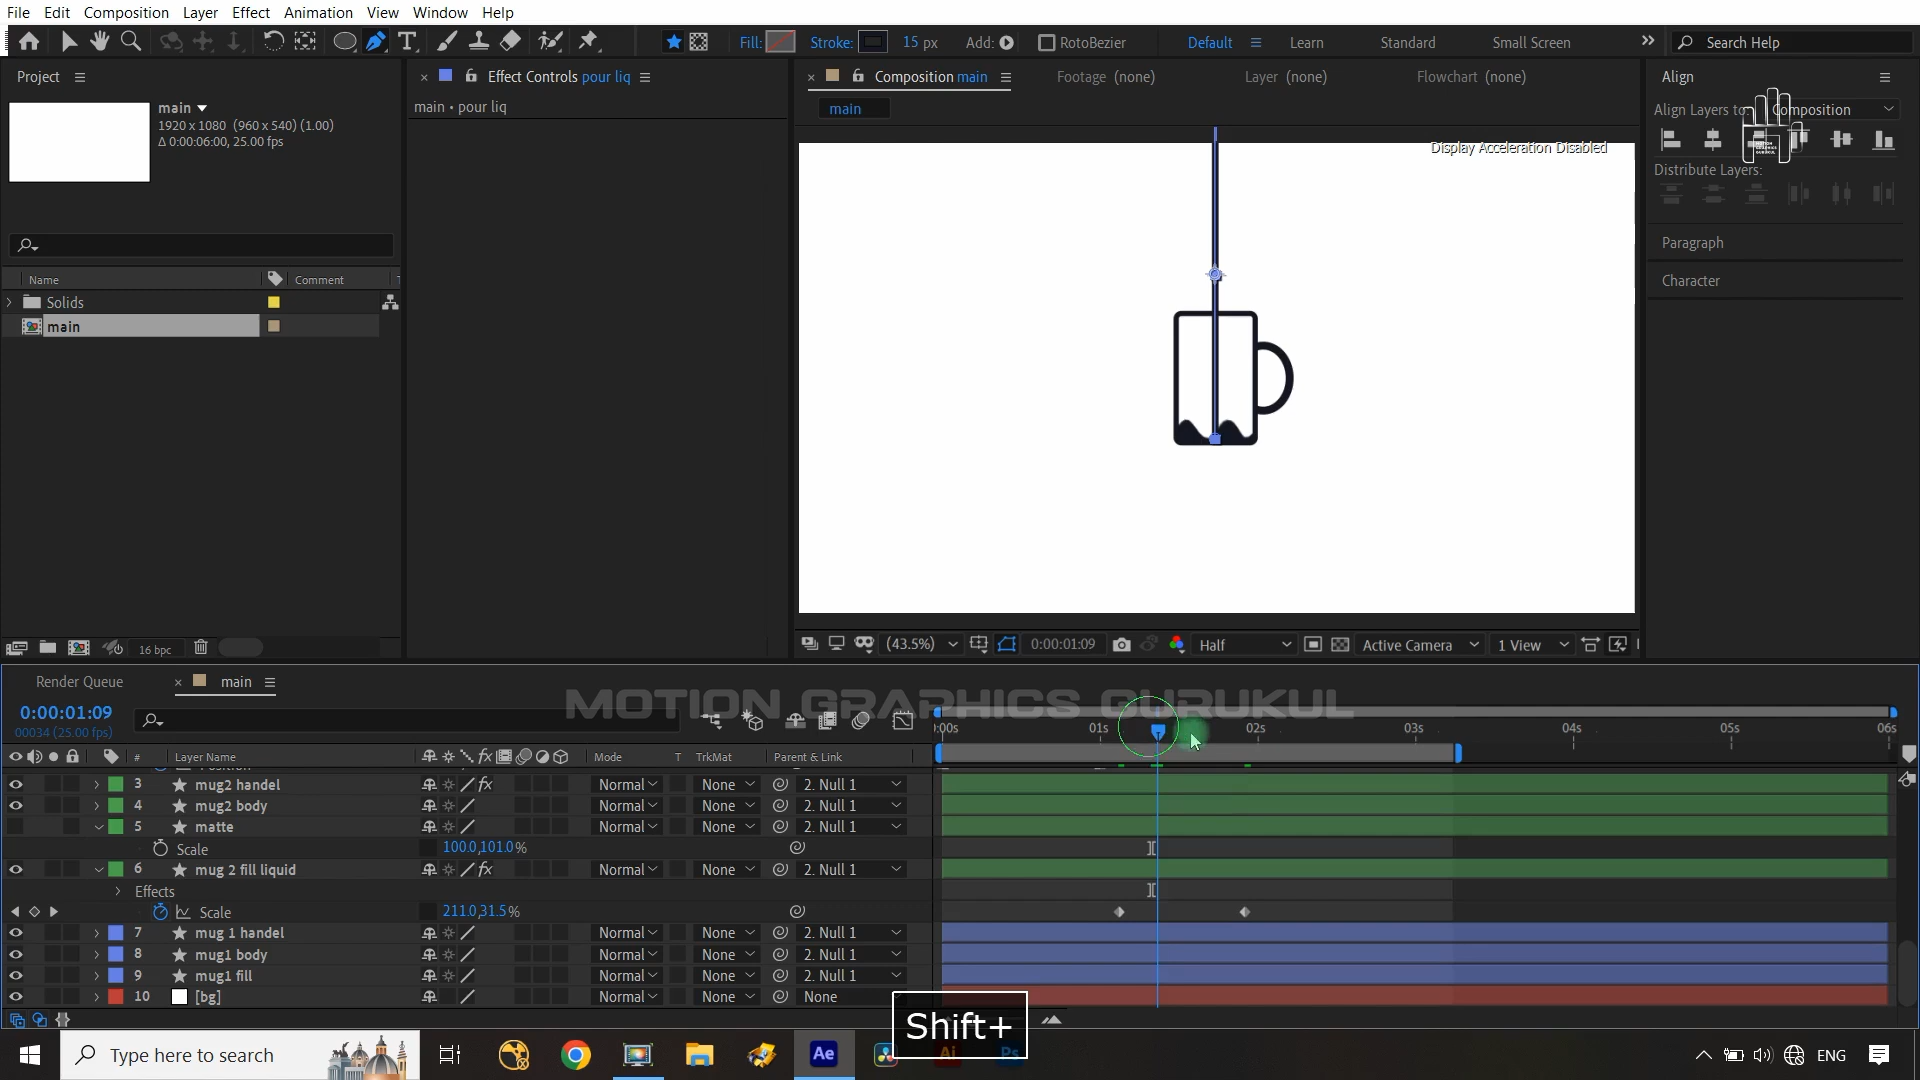 File Edit Composition Layer Effect Animation View Window Help
Fill: Stroke: 15 px Add: RotoBezier Default Learn Standard Small Screen Search Help
Project
Effect Controls pour liq
Composition main
Footage (none)
Layer (none)
Flowchart (none)
Align
main
1920 x 1080 (960 x 540) (1.00)
Δ 0:00:06:00, 25.00 fps
main • pour liq
main
Align Layers to: Composition
Display Acceleration Disabled
Distribute Layers:
Paragraph
Character
Name Comment
Solids
main
16 bpc
(43.5%) 0:00:01:09 Half Active Camera 1 View
Render Queue
main
MOTION GRAPHICS GURUKUL
0:00:01:09
00034 (25.00 fps)
:00s 01s 02s 03s 04s 05s 06s
# Layer Name Mode T TrkMat Parent & Link
3 mug2 handel Normal None 2. Null 1
4 mug2 body Normal None 2. Null 1
5 matte Normal None 2. Null 1
Scale 100.0,101.0%
6 mug 2 fill liquid Normal None 2. Null 1
Effects
Scale 211.0,31.5%
7 mug 1 handel Normal None 2. Null 1
8 mug1 body Normal None 2. Null 1
9 mug1 fill Normal None 2. Null 1
10 [bg] Normal None None
Shift+
Type here to search
Ae
Ai
Ps
ENG